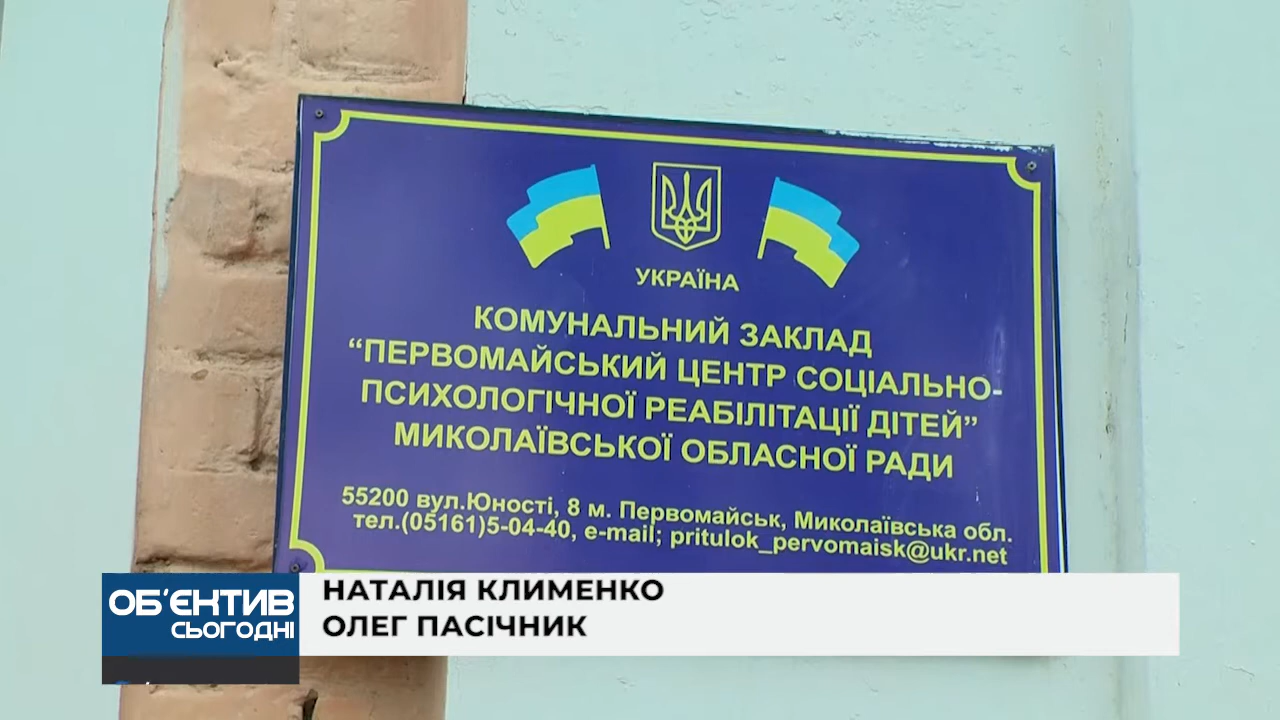 УКРАЇНА
КОМУНАЛЬНИЙ ЗАКЛАД
“ПЕРВОМАЙСЬКИЙ ЦЕНТР СОЦІАЛЬНО-
ПСИХОЛОГІЧНОЇ РЕАБІЛІТАЦІЇ ДІТЕЙ”
МИКОЛАЇВСЬКОЇ ОБЛАСНОЇ РАДИ
55200 вул.Юності, 8 м. Первомайськ, Миколаївська обл.
тел.(05161)5-04-40, e-mail; pritulok_pervomaisk@ukr.net
ОБ'ЄКТИВ
СЬОГОДНІ
НАТАЛІЯ КЛИМЕНКО
ОЛЕГ ПАСІЧНИК